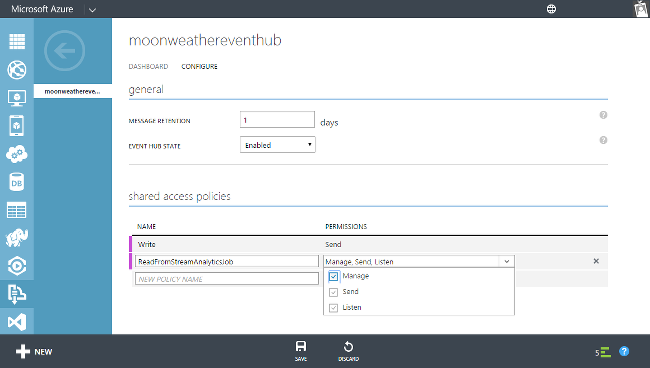 Microsoft Azure
moonweathereventhub
DASHBOARD CONFIGURE
moonweathereve...
general
MESSAGE RETENTION 1 days ?
EVENT HUB STATE Enabled ?
shared access policies
NAME PERMISSIONS
Write Send
ReadFromStreamAnalyticsJob Manage, Send, Listen
NEW POLICY NAME
Manage
Send
Listen
DB
NEW SAVE DISCARD 5 ?